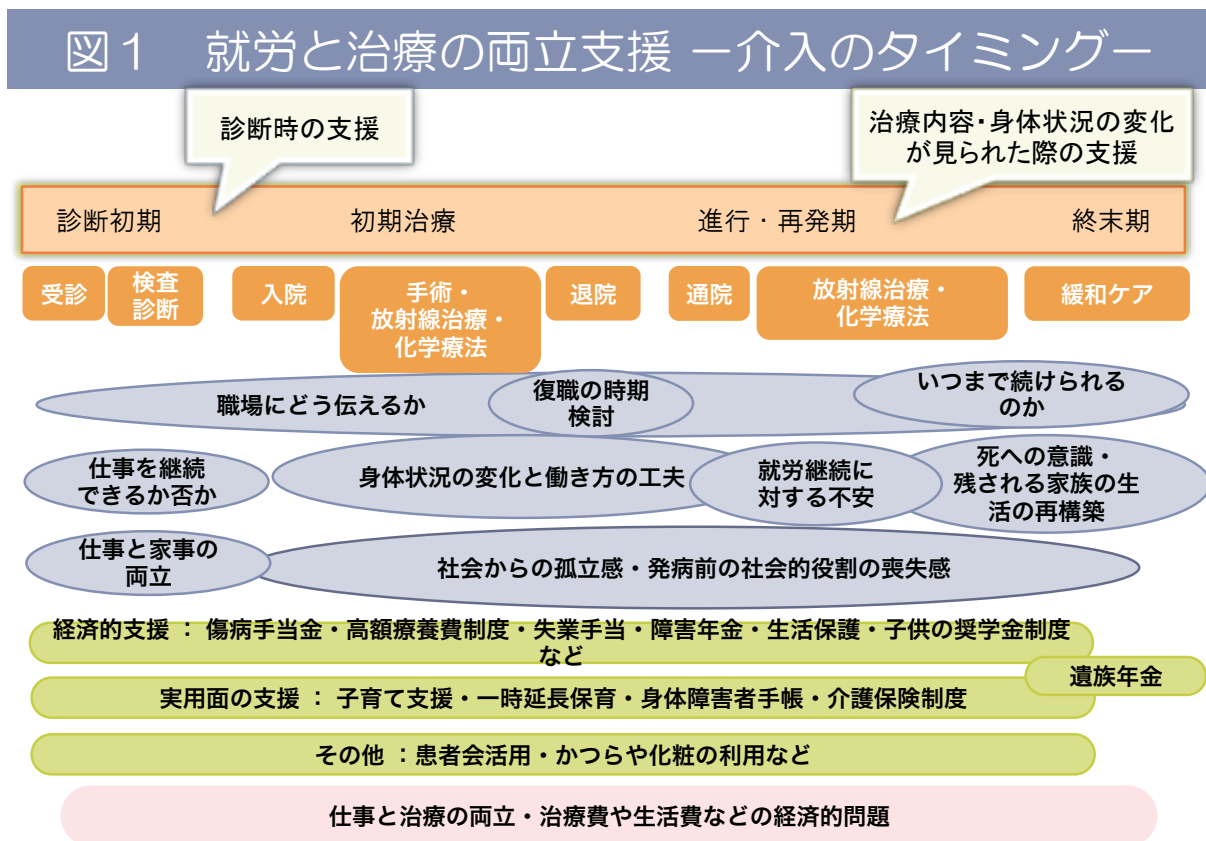 図1 就労と治療の両立支援 ー介入のタイミングー
診断時の支援
治療内容・身体状況の変化
が見られた際の支援
診断初期
初期治療
進行・再発期
終末期
受診
検査
診断
入院
手術・
放射線治療・
化学療法
退院
通院
放射線治療・
化学療法
緩和ケア
職場にどう伝えるか
復職の時期
検討
いつまで続けられる
のか
仕事を継続
できるか否か
身体状況の変化と働き方の工夫
就労継続に
対する不安
死への意識・
残される家族の生
活の再構築
仕事と家事の
両立
社会からの孤立感・発病前の社会的役割の喪失感
経済的支援 : 傷病手当金・高額療養費制度・失業手当・障害年金・生活保護・子供の奨学金制度
など
遺族年金
実用面の支援 : 子育て支援・一時延長保育・身体障害者手帳・介護保険制度
その他 :患者会活用・かつらや化粧の利用など
仕事と治療の両立・治療費や生活費などの経済的問題